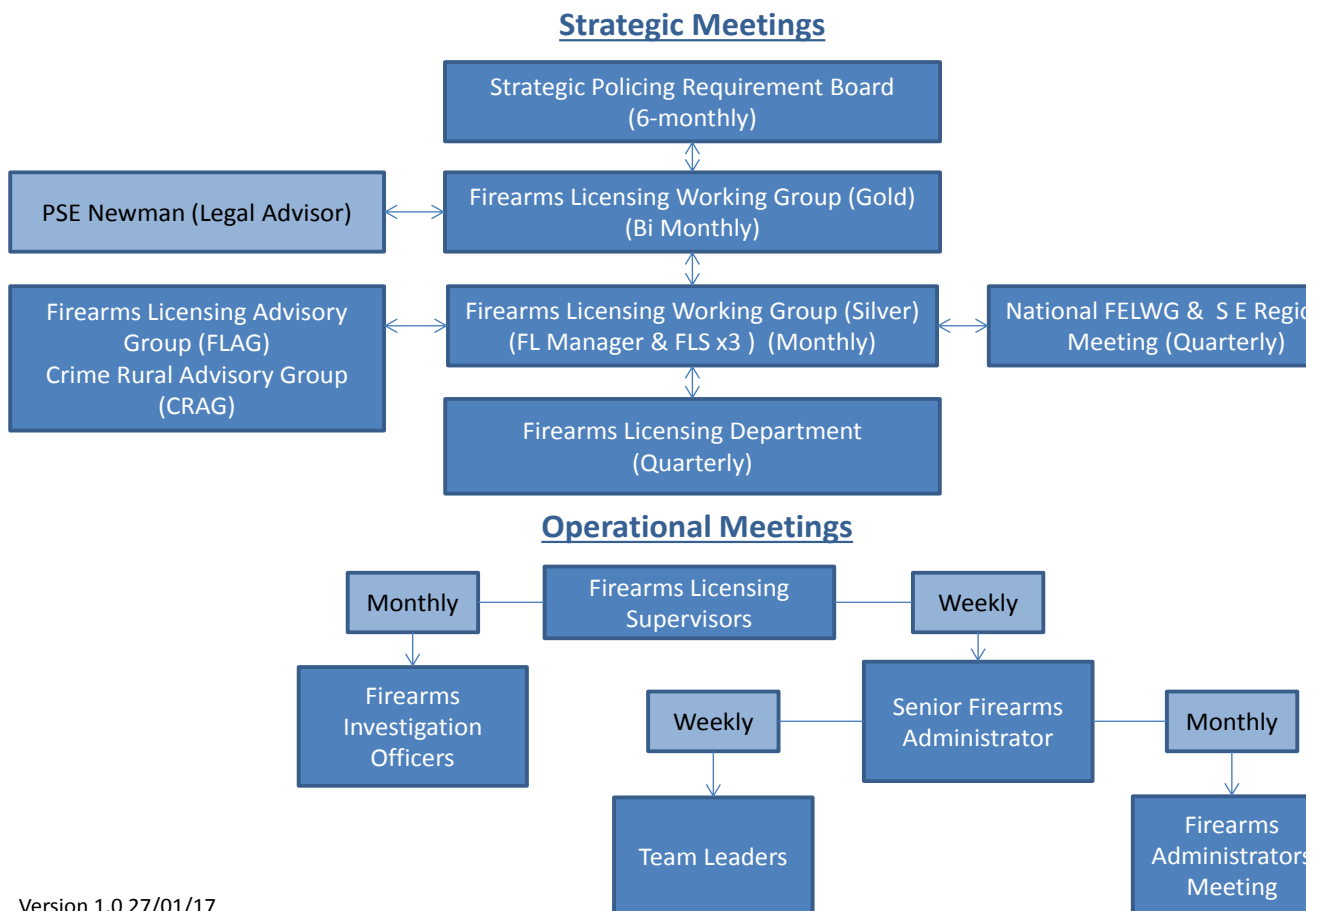 Strategic Meetings
Strategic Policing Requirement Board
(6-monthly)
PSE Newman (Legal Advisor)
Firearms Licensing Working Group (Gold)
(Bi Monthly)
Firearms Licensing Advisory
Group (FLAG)
Crime Rural Advisory Group
(CRAG)
Firearms Licensing Working Group (Silver)
(FL Manager & FLS x3 ) (Monthly)
National FELWG & S E Regio
Meeting (Quarterly)
Firearms Licensing Department
(Quarterly)
Operational Meetings
Monthly
Firearms Licensing
Supervisors
Weekly
Firearms
Investigation
Officers
Weekly
Senior Firearms
Administrator
Monthly
Team Leaders
Firearms
Administrators
Meeting
Version 1.0 27/01/17